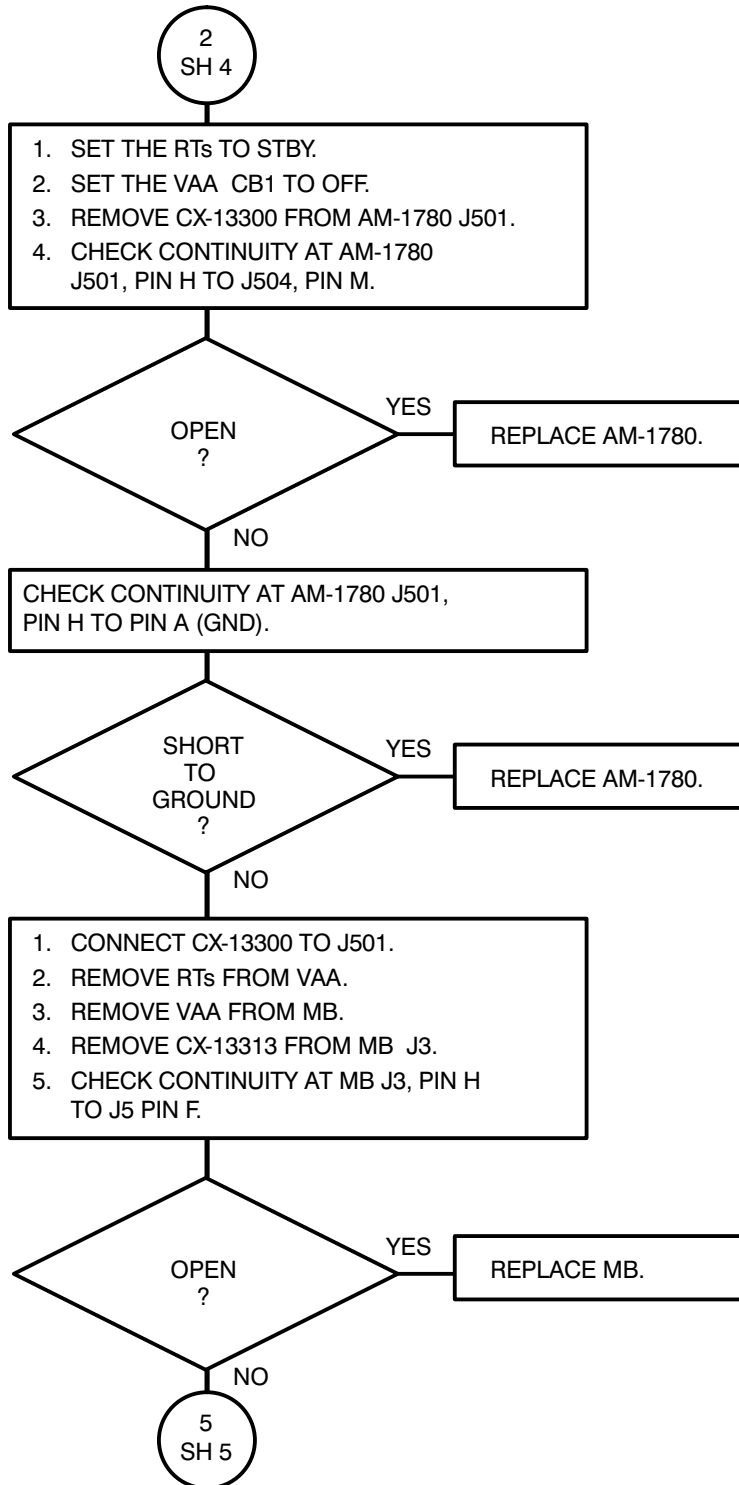 2
SH 4
1. SET THE RTs TO STBY.
2. SET THE VAA CB1 TO OFF.
3. REMOVE CX-13300 FROM AM-1780 J501.
4. CHECK CONTINUITY AT AM-1780
J501, PIN H TO J504, PIN M.
OPEN
?
YES
REPLACE AM-1780.
NO
CHECK CONTINUITY AT AM-1780 J501,
PIN H TO PIN A (GND).
SHORT
TO
GROUND
?
YES
REPLACE AM-1780.
NO
1. CONNECT CX-13300 TO J501.
2. REMOVE RTs FROM VAA.
3. REMOVE VAA FROM MB.
4. REMOVE CX-13313 FROM MB J3.
5. CHECK CONTINUITY AT MB J3, PIN H
TO J5 PIN F.
OPEN
?
YES
REPLACE MB.
NO
5
SH 5